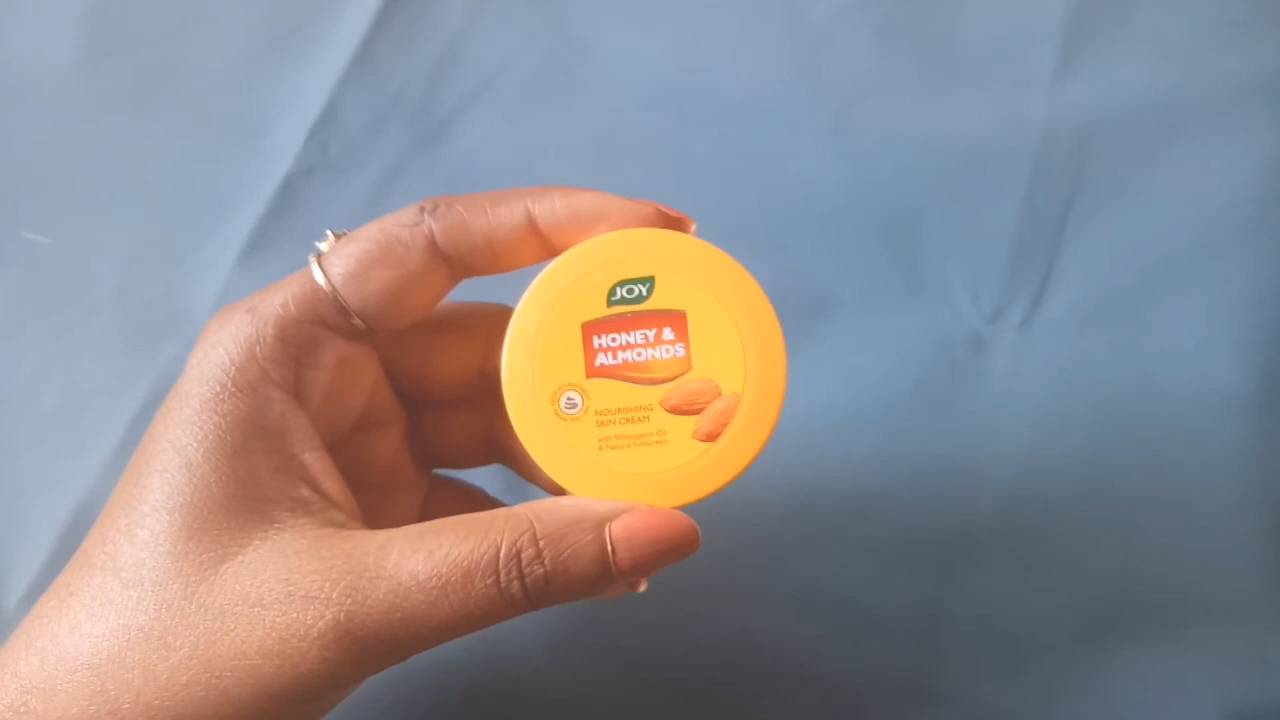 JOY
HONEY &
ALMONDS
NOURISHING
SKIN CREAM
with Wheatgerm Oil
& Natural Sunscreen